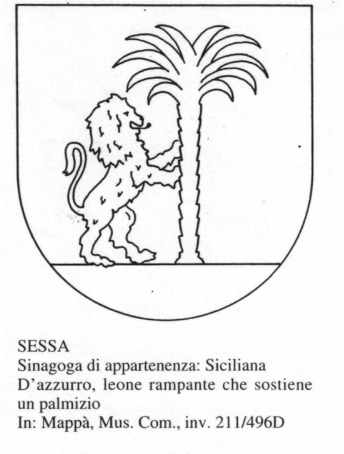 SESSA
Sinagoga di appartenenza: Siciliana
D'azzurro, leone rampante che sostiene
un palmizio
In: Mappà, Mus. Com., inv. 211/496D